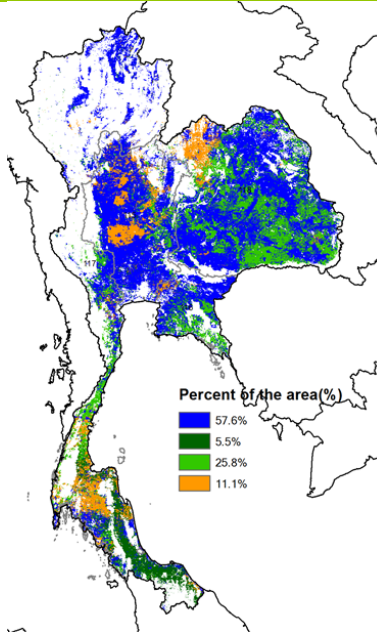 Percent of the area(%)
57.6%
5.5%
25.8%
11.1%